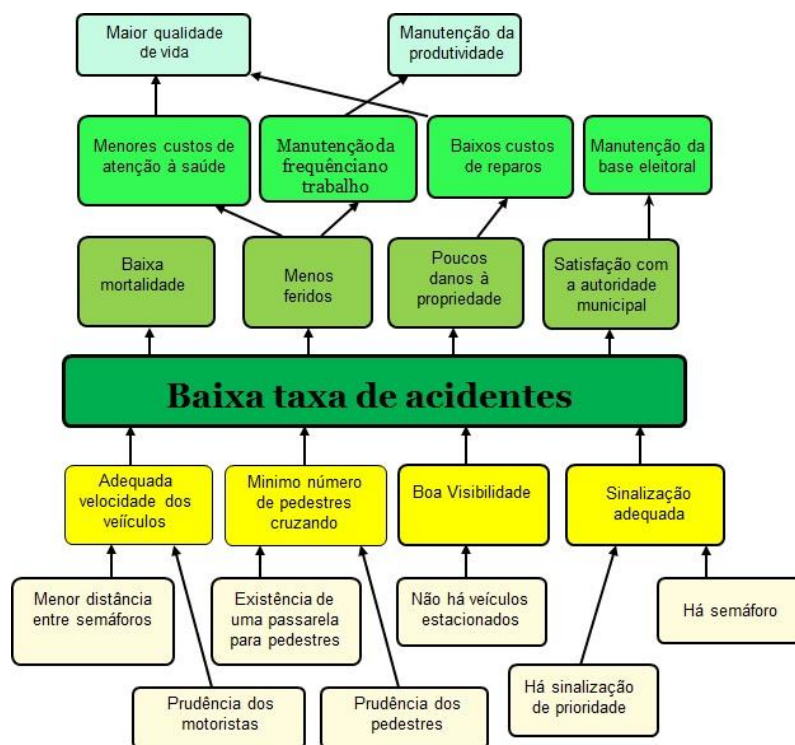 Maior qualidade
de vida
Manutenção da
produtividade
Menores custos de
atenção à saúde
Manutenção da
frequência no
trabalho
Baixos custos
de reparos
Manutenção da
base eleitoral
Baixa
mortalidade
Menos
feridos
Poucos
danos à
propriedade
Satisfação com
a autoridade
municipal
Baixa taxa de acidentes
Adequada
velocidade dos
veiículos
Minimo número
de pedestres
cruzando
Boa Visibilidade
Sinalização
adequada
Menor distância
entre semáforos
Existência de
uma passarela
para pedestres
Não há veículos
estacionados
Há semáforo
Prudência dos
motoristas
Prudência dos
pedestres
Há sinalização
de prioridade